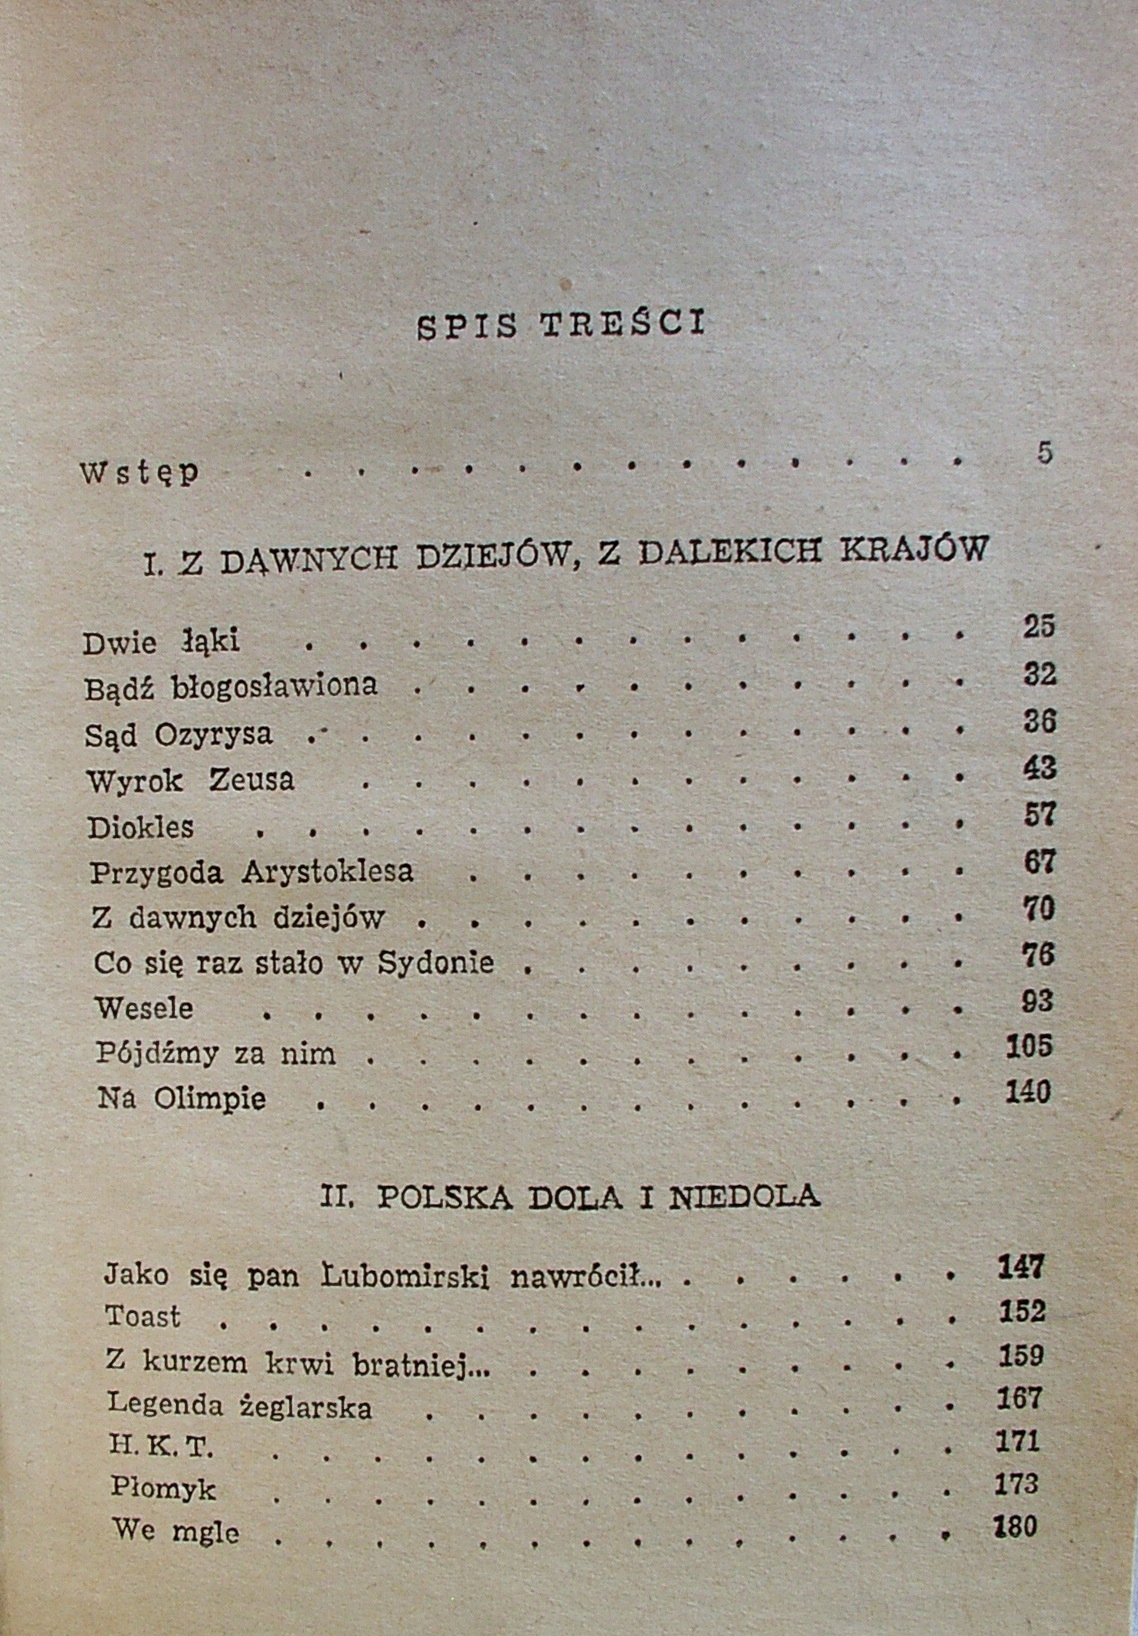 SPIS TREŚCI
Wstęp . . . . . . . . . . . . . 5
I. Z DAWNYCH DZIEJÓW, Z DALEKICH KRAJÓW
Dwie łąki . . . . . . . . . . . . . 25
Bądź błogosławiona . . . . . . . . . . . 32
Sąd Ozyrysa . . . . . . . . . . . . . 36
Wyrok Zeusa . . . . . . . . . . . . 43
Diokles . . . . . . . . . . . . . . 57
Przygoda Arystoklesa . . . . . . . . . . 67
Z dawnych dziejów . . . . . . . . . . . 70
Co się raz stało w Sydonie . . . . . . . . . 76
Wesele . . . . . . . . . . . . . . 93
Pójdźmy za nim . . . . . . . . . . . . 105
Na Olimpie . . . . . . . . . . . . . 140
II. POLSKA DOLA I NIEDOLA
Jako się pan Lubomirski nawrócił... . . . . . . 147
Toast . . . . . . . . . . . . . . . 152
Z kurzem krwi bratniej... . . . . . . . . . 159
Legenda żeglarska . . . . . . . . . . . 167
H. K. T. . . . . . . . . . . . . . . 171
Płomyk . . . . . . . . . . . . . . 173
We mgle . . . . . . . . . . . . . . 180